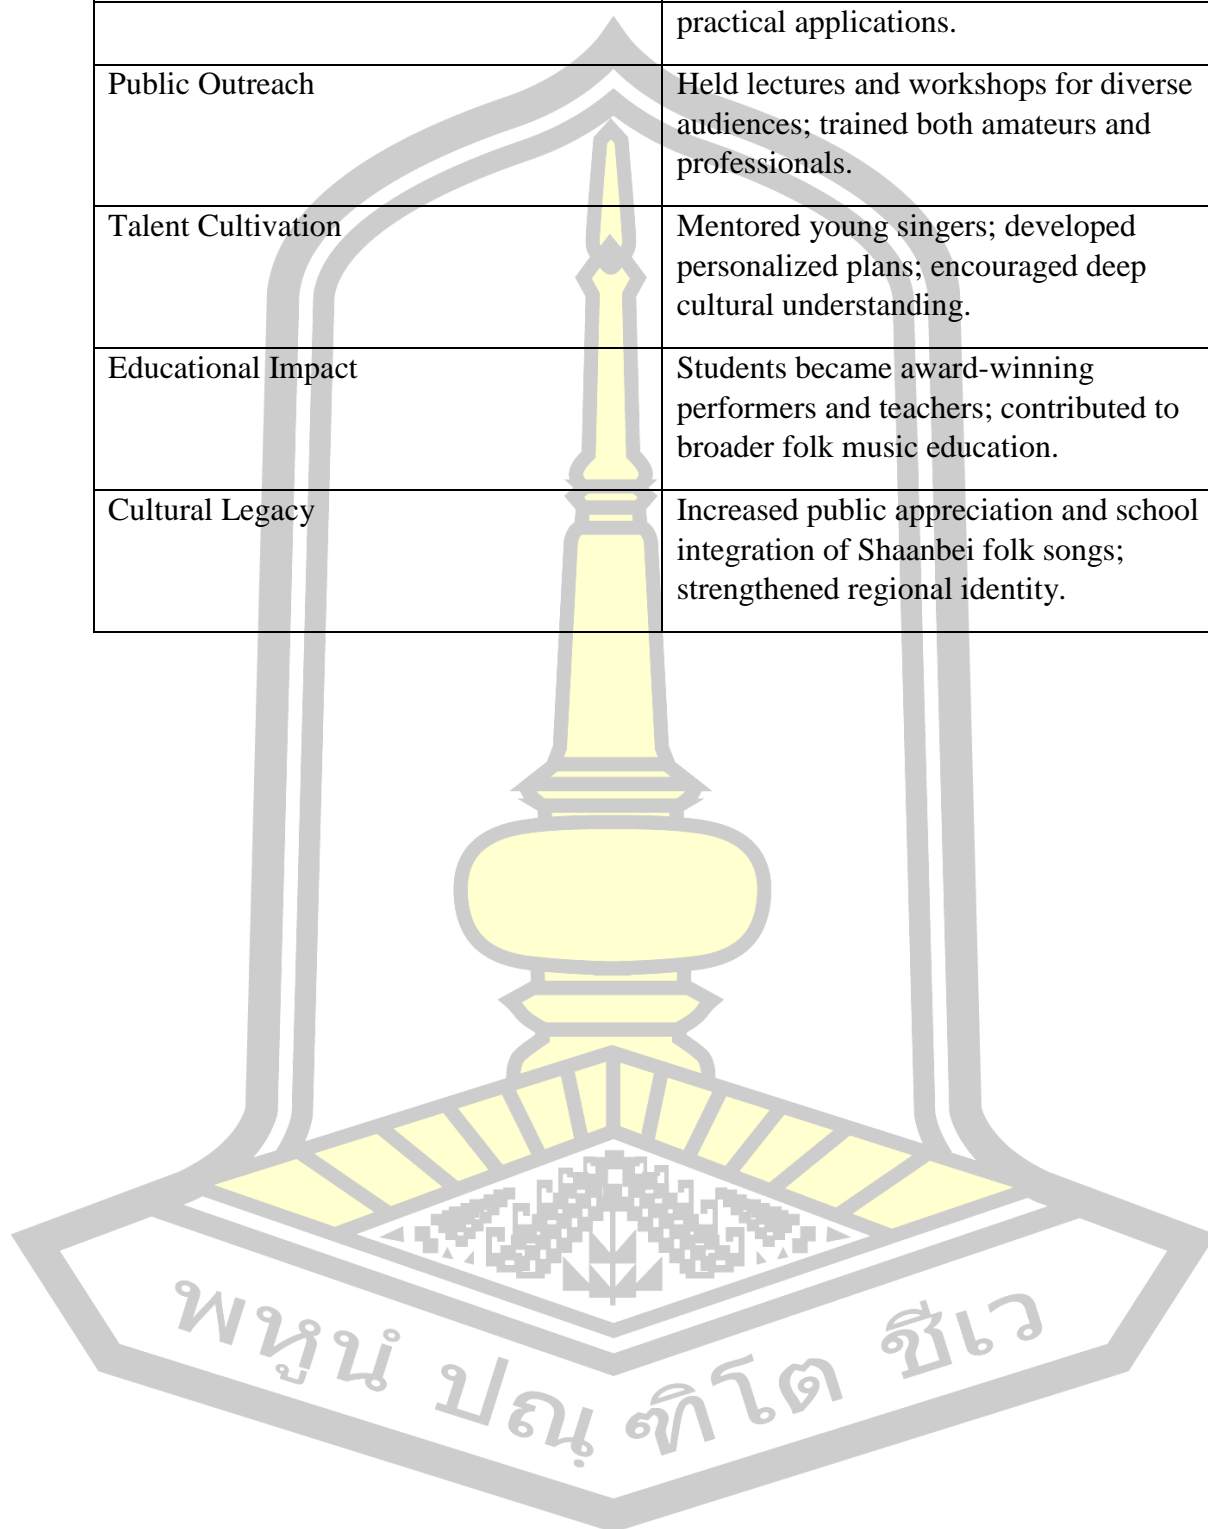 practical applications.
Public Outreach
Held lectures and workshops for diverse
audiences; trained both amateurs and
professionals.
Talent Cultivation
Mentored young singers; developed
personalized plans; encouraged deep
cultural understanding.
Educational Impact
Students became award-winning
performers and teachers; contributed to
broader folk music education.
Cultural Legacy
Increased public appreciation and school
integration of Shaanbei folk songs;
strengthened regional identity.
พหูนํ ปณฺฑิโต ชีเว